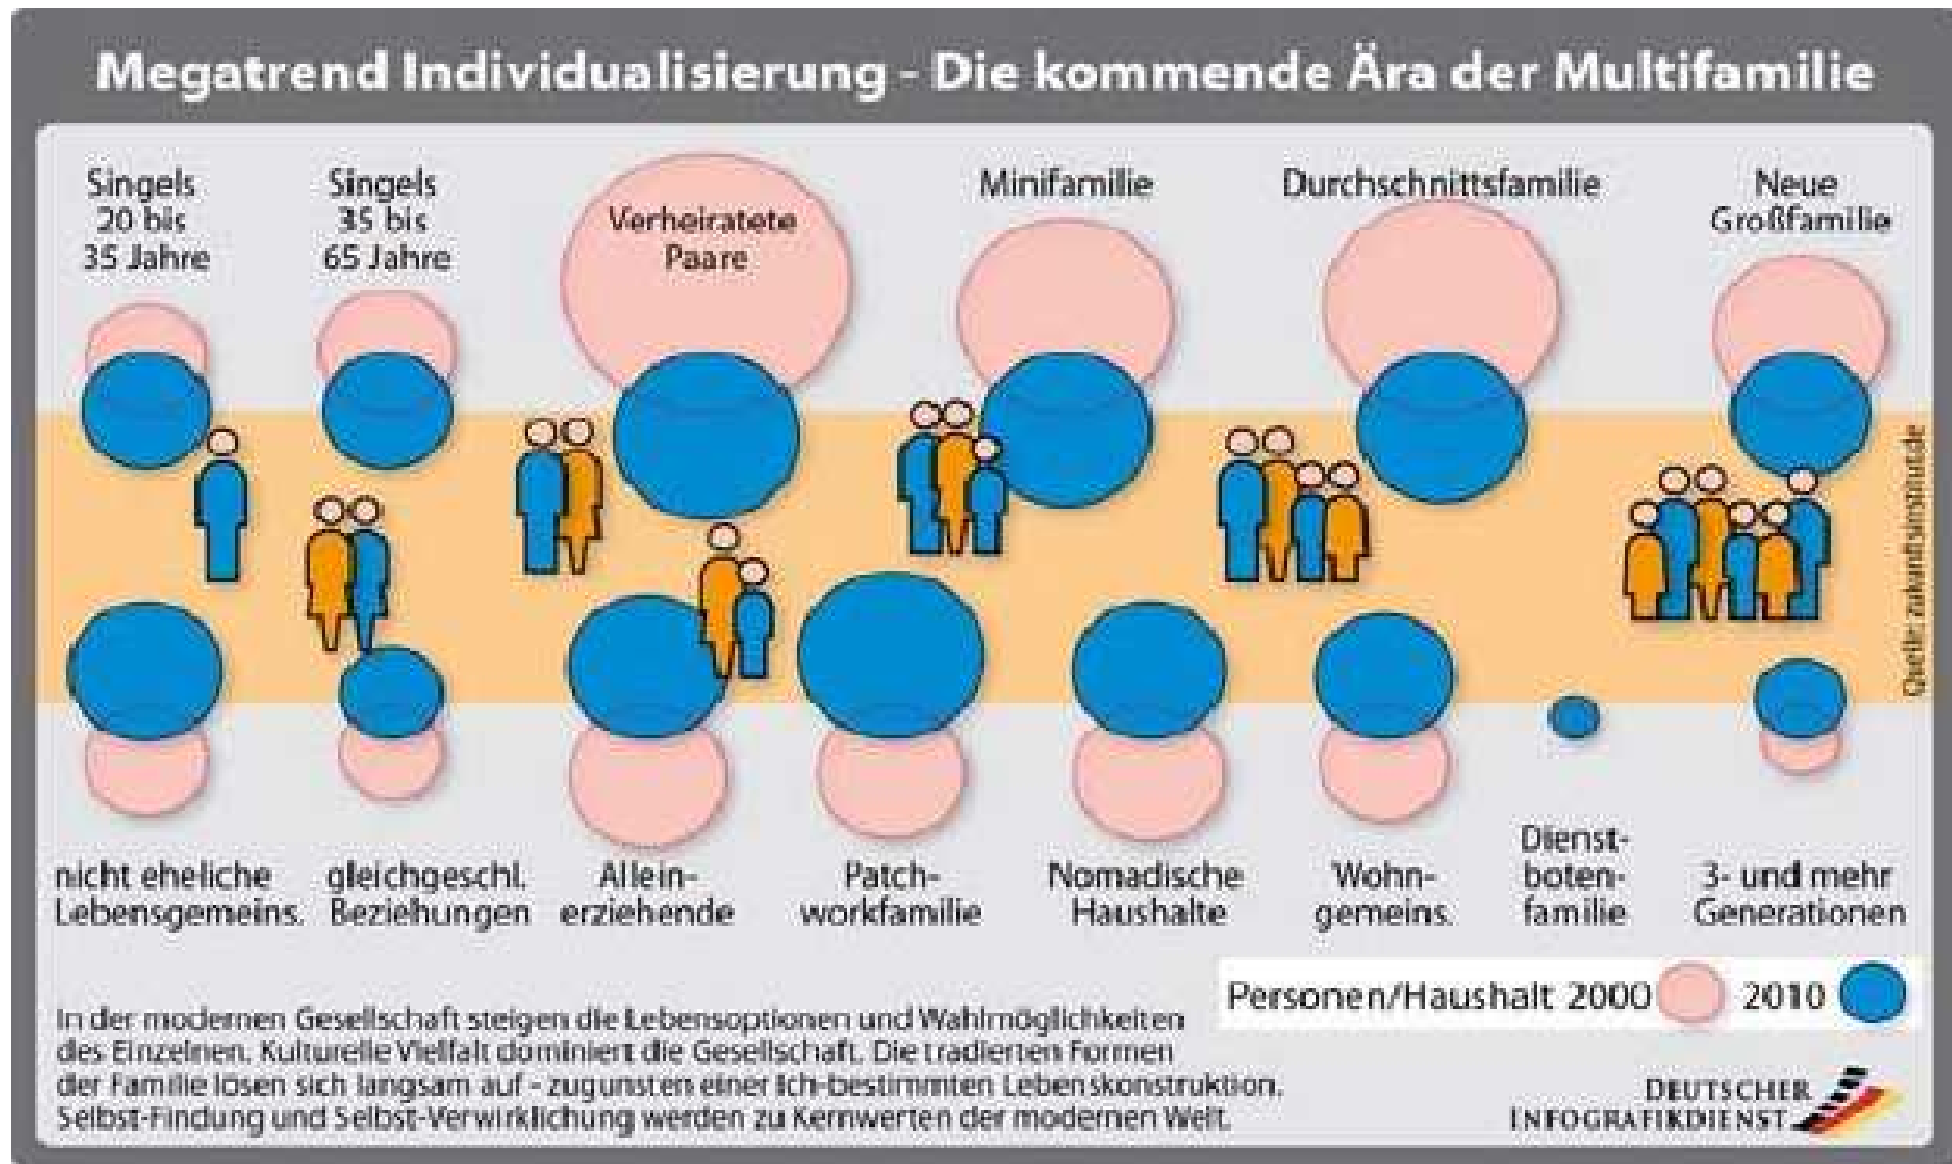 Megatrend Individualisierung - Die kommende Ära der Multifamilie
Singels
20 bis
35 Jahre
Singels
35 bis
65 Jahre
Verheiratete
Paare
Minifamilie
Durchschnittsfamilie
Neue
Großfamilie
Quelle: zukunftsinstitut.de
nicht eheliche
Lebensgemeins.
gleichgeschl.
Beziehungen
Allein-
erziehende
Patch-
workfamilie
Nomadische
Haushalte
Wohn-
gemeins.
Dienst-
boten-
familie
3- und mehr
Generationen
Personen/Haushalt 2000 2010
In der modernen Gesellschaft steigen die Lebensoptionen und Wahlmöglichkeiten
des Einzelnen. Kulturelle Vielfalt dominiert die Gesellschaft. Die tradierten Formen
der Familie lösen sich langsam auf - zugunsten einer Ich-bestimmten Lebenskonstruktion.
Selbst-Findung und Selbst-Verwirklichung werden zu Kernwerten der modernen Welt.
DEUTSCHER
INFOGRAFIKDIENST